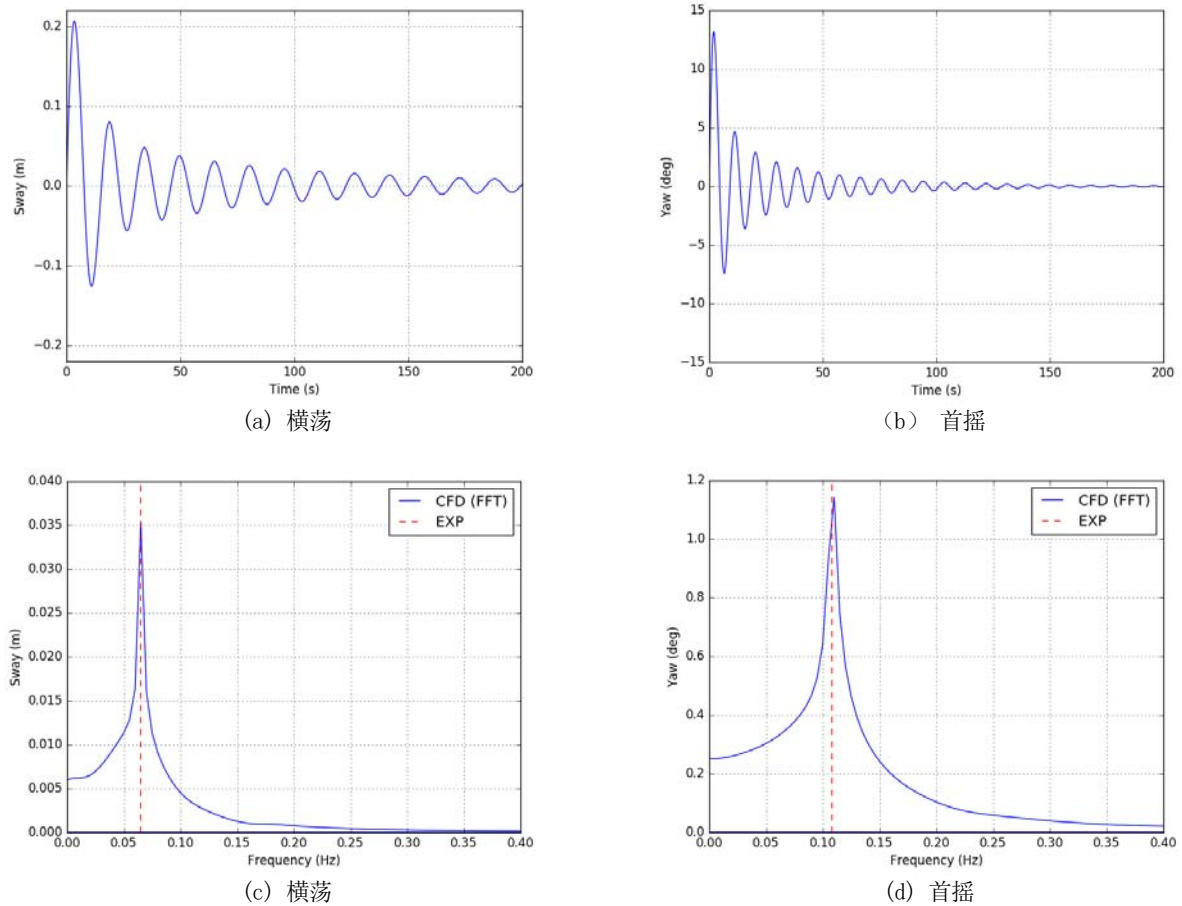 0.2
0.1
0.0
−0.1
−0.2
Sway (m)
0 50 100 150 200
Time (s)
(a) 横荡
15
10
5
0
−5
−10
−15
Yaw (deg)
0 50 100 150 200
Time (s)
（b） 首摇
0.040
0.035
0.030
0.025
0.020
0.015
0.010
0.005
0.000
Sway (m)
CFD (FFT)
EXP
0.00 0.05 0.10 0.15 0.20 0.25 0.30 0.35 0.40
Frequency (Hz)
(c) 横荡
1.2
1.0
0.8
0.6
0.4
0.2
0.0
Yaw (deg)
CFD (FFT)
EXP
0.00 0.05 0.10 0.15 0.20 0.25 0.30 0.35 0.40
Frequency (Hz)
(d) 首摇